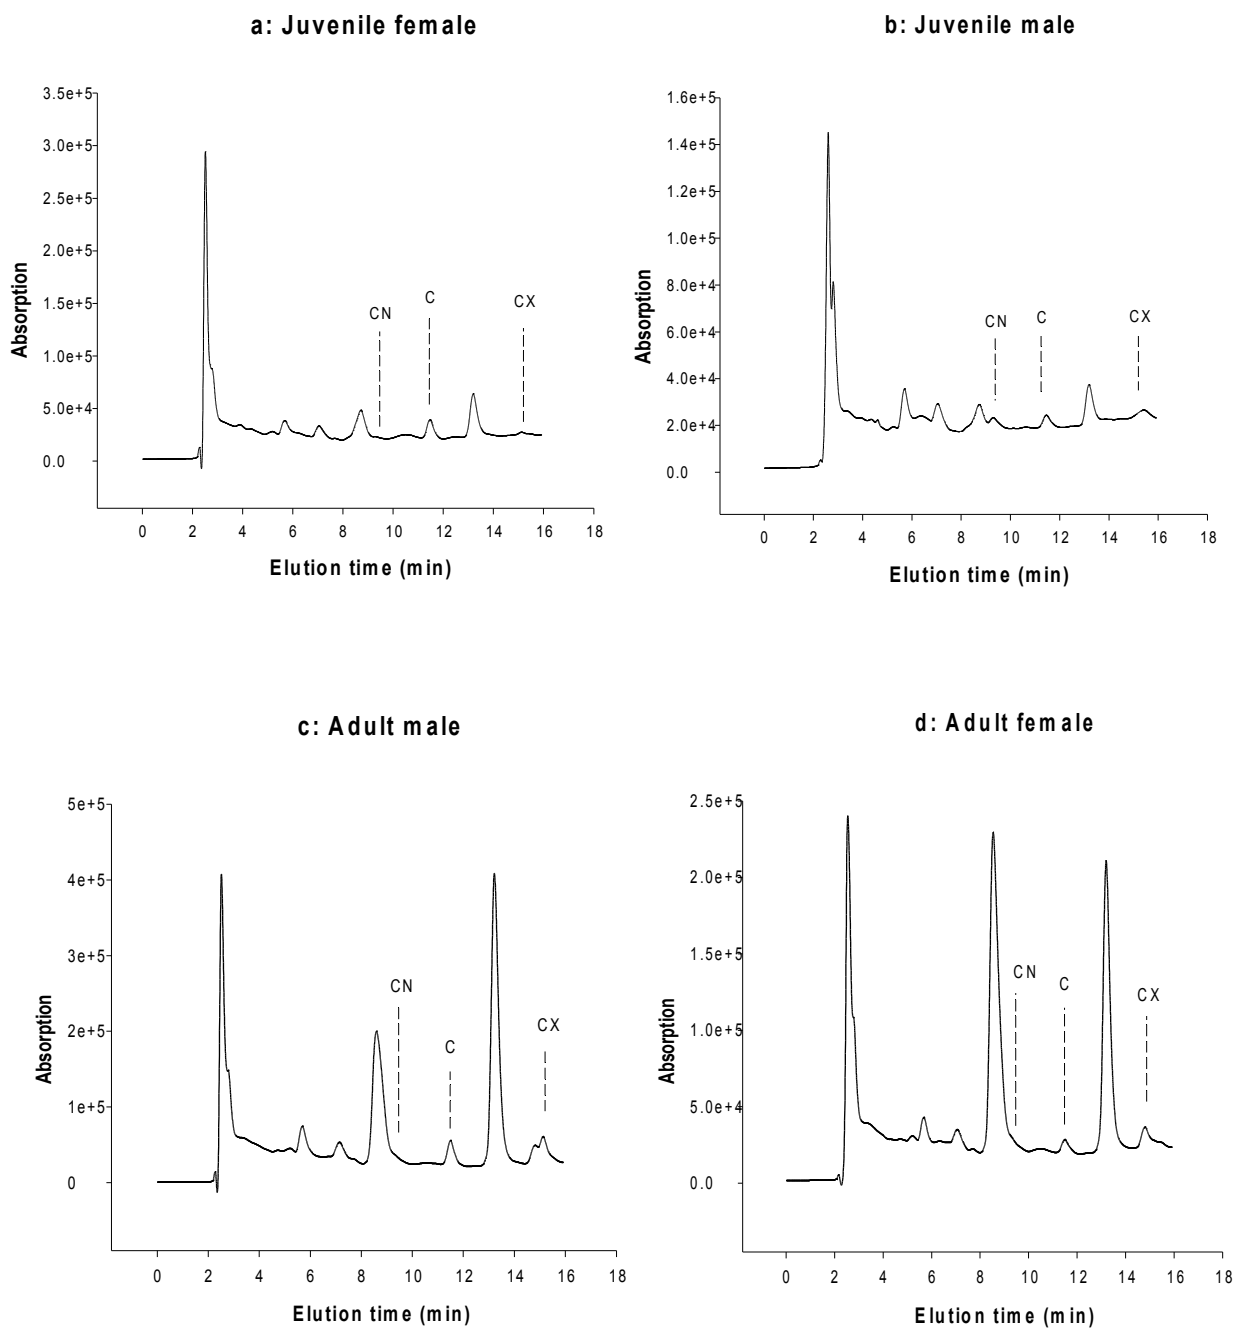 a: Juvenile female
3.5e+5
3.0e+5
2.5e+5
2.0e+5
1.5e+5
1.0e+5
5.0e+4
0.0
Absorption
CN
C
CX
0 2 4 6 8 10 12 14 16 18
Elution time (min)
b: Juvenile male
1.6e+5
1.4e+5
1.2e+5
1.0e+5
8.0e+4
6.0e+4
4.0e+4
2.0e+4
0.0
Absorption
CN
C
CX
0 2 4 6 8 10 12 14 16 18
Elution time (min)
c: Adult male
5e+5
4e+5
3e+5
2e+5
1e+5
0
Absorption
CN
C
CX
0 2 4 6 8 10 12 14 16 18
Elution time (min)
d: Adult female
2.5e+5
2.0e+5
1.5e+5
1.0e+5
5.0e+4
0.0
Absorption
CN
C
CX
0 2 4 6 8 10 12 14 16 18
Elution time (min)